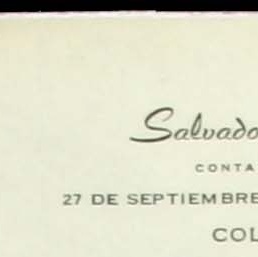 Salvado
CONTA
27 DE SEPTIEMBRE
COL